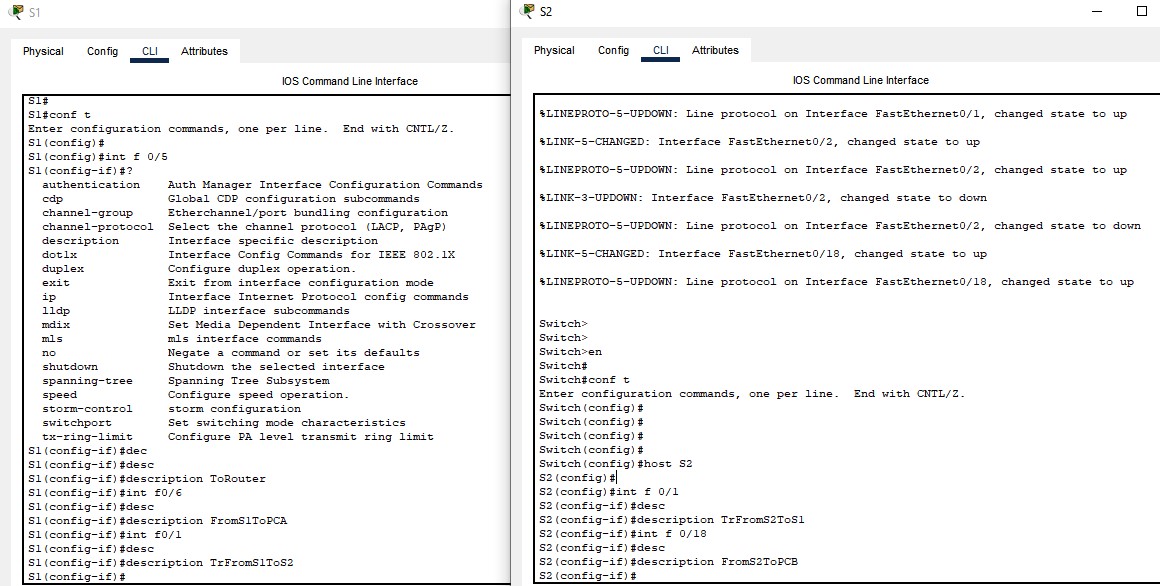 S1
Physical Config CLI Attributes
IOS Command Line Interface
S1#
S1#conf t
Enter configuration commands, one per line.  End with CNTL/Z.
S1(config)#
S1(config)#int f 0/5
S1(config-if)#?
  authentication    Auth Manager Interface Configuration Commands
  cdp               Global CDP configuration subcommands
  channel-group     Etherchannel/port bundling configuration
  channel-protocol  Select the channel protocol (LACP, PAgP)
  description       Interface specific description
  dot1x             Interface Config Commands for IEEE 802.1X
  duplex            Configure duplex operation.
  exit              Exit from interface configuration mode
  ip                Interface Internet Protocol config commands
  lldp              LLDP interface subcommands
  mdix              Set Media Dependent Interface with Crossover
  mls               mls interface commands
  no                Negate a command or set its defaults
  shutdown          Shutdown the selected interface
  spanning-tree     Spanning Tree Subsystem
  speed             Configure speed operation.
  storm-control     storm configuration
  switchport        Set switching mode characteristics
  tx-ring-limit     Configure PA level transmit ring limit
S1(config-if)#dec
S1(config-if)#desc
S1(config-if)#description ToRouter
S1(config-if)#int f0/6
S1(config-if)#desc
S1(config-if)#description FromS1ToPCA
S1(config-if)#int f0/1
S1(config-if)#desc
S1(config-if)#description TrFromS1ToS2
S1(config-if)#
S2
Physical Config CLI Attributes
IOS Command Line Interface
%LINEPROTO-5-UPDOWN: Line protocol on Interface FastEthernet0/1, changed state to up
%LINK-5-CHANGED: Interface FastEthernet0/2, changed state to up
%LINEPROTO-5-UPDOWN: Line protocol on Interface FastEthernet0/2, changed state to up
%LINK-3-UPDOWN: Interface FastEthernet0/2, changed state to down
%LINEPROTO-5-UPDOWN: Line protocol on Interface FastEthernet0/2, changed state to down
%LINK-5-CHANGED: Interface FastEthernet0/18, changed state to up
%LINEPROTO-5-UPDOWN: Line protocol on Interface FastEthernet0/18, changed state to up
Switch>
Switch>
Switch>en
Switch#
Switch#conf t
Enter configuration commands, one per line.  End with CNTL/Z.
Switch(config)#
Switch(config)#
Switch(config)#
Switch(config)#
Switch(config)#host S2
S2(config)#
S2(config)#int f 0/1
S2(config-if)#desc
S2(config-if)#description TrFromS2ToS1
S2(config-if)#int f 0/18
S2(config-if)#desc
S2(config-if)#description FromS2ToPCB
S2(config-if)#